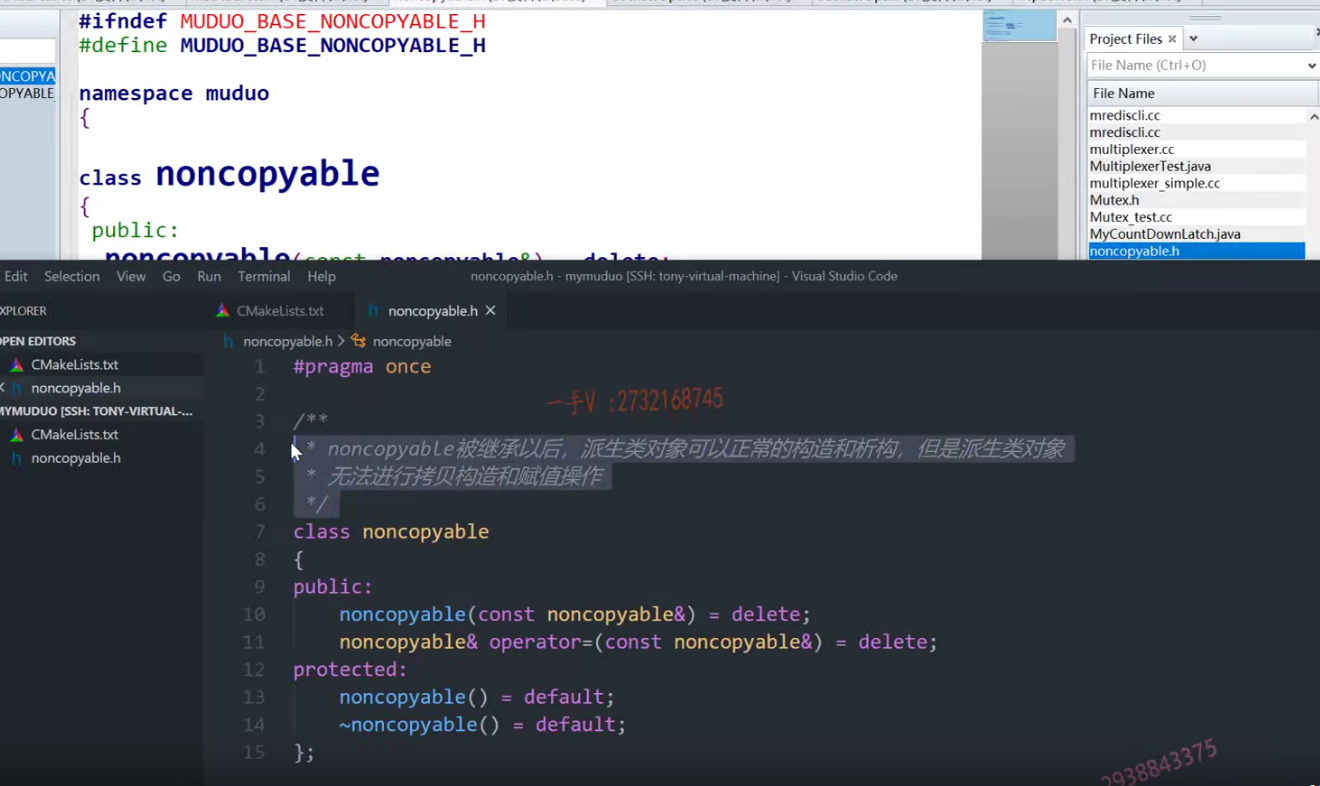 #ifndef MUDUO_BASE_NONCOPYABLE_H
#define MUDUO_BASE_NONCOPYABLE_H
namespace muduo
{
class noncopyable
{
public:
noncopyable(const noncopyable&) = delete;
ONCOPYA
OPYABLE
Project Files
File Name (Ctrl+O)
File Name
mrediscli.cc
mrediscli.cc
multiplexer.cc
MultiplexerTest.java
multiplexer_simple.cc
Mutex.h
Mutex_test.cc
MyCountDownLatch.java
noncopyable.h
Edit Selection View Go Run Terminal Help
noncopyable.h - mymuduo [SSH: tony-virtual-machine] - Visual Studio Code
XPLORER
OPEN EDITORS
CMakeLists.txt
noncopyable.h
MYMUDUO [SSH: TONY-VIRTUAL-...
CMakeLists.txt
noncopyable.h
CMakeLists.txt noncopyable.h
noncopyable.h > noncopyable
1 #pragma once
2
一手V :2732168745
3 /**
4 * noncopyable被继承以后，派生类对象可以正常的构造和析构，但是派生类对象
5 * 无法进行拷贝构造和赋值操作
6 */
7 class noncopyable
8 {
9 public:
10 noncopyable(const noncopyable&) = delete;
11 noncopyable& operator=(const noncopyable&) = delete;
12 protected:
13 noncopyable() = default;
14 ~noncopyable() = default;
15 };
2938843375